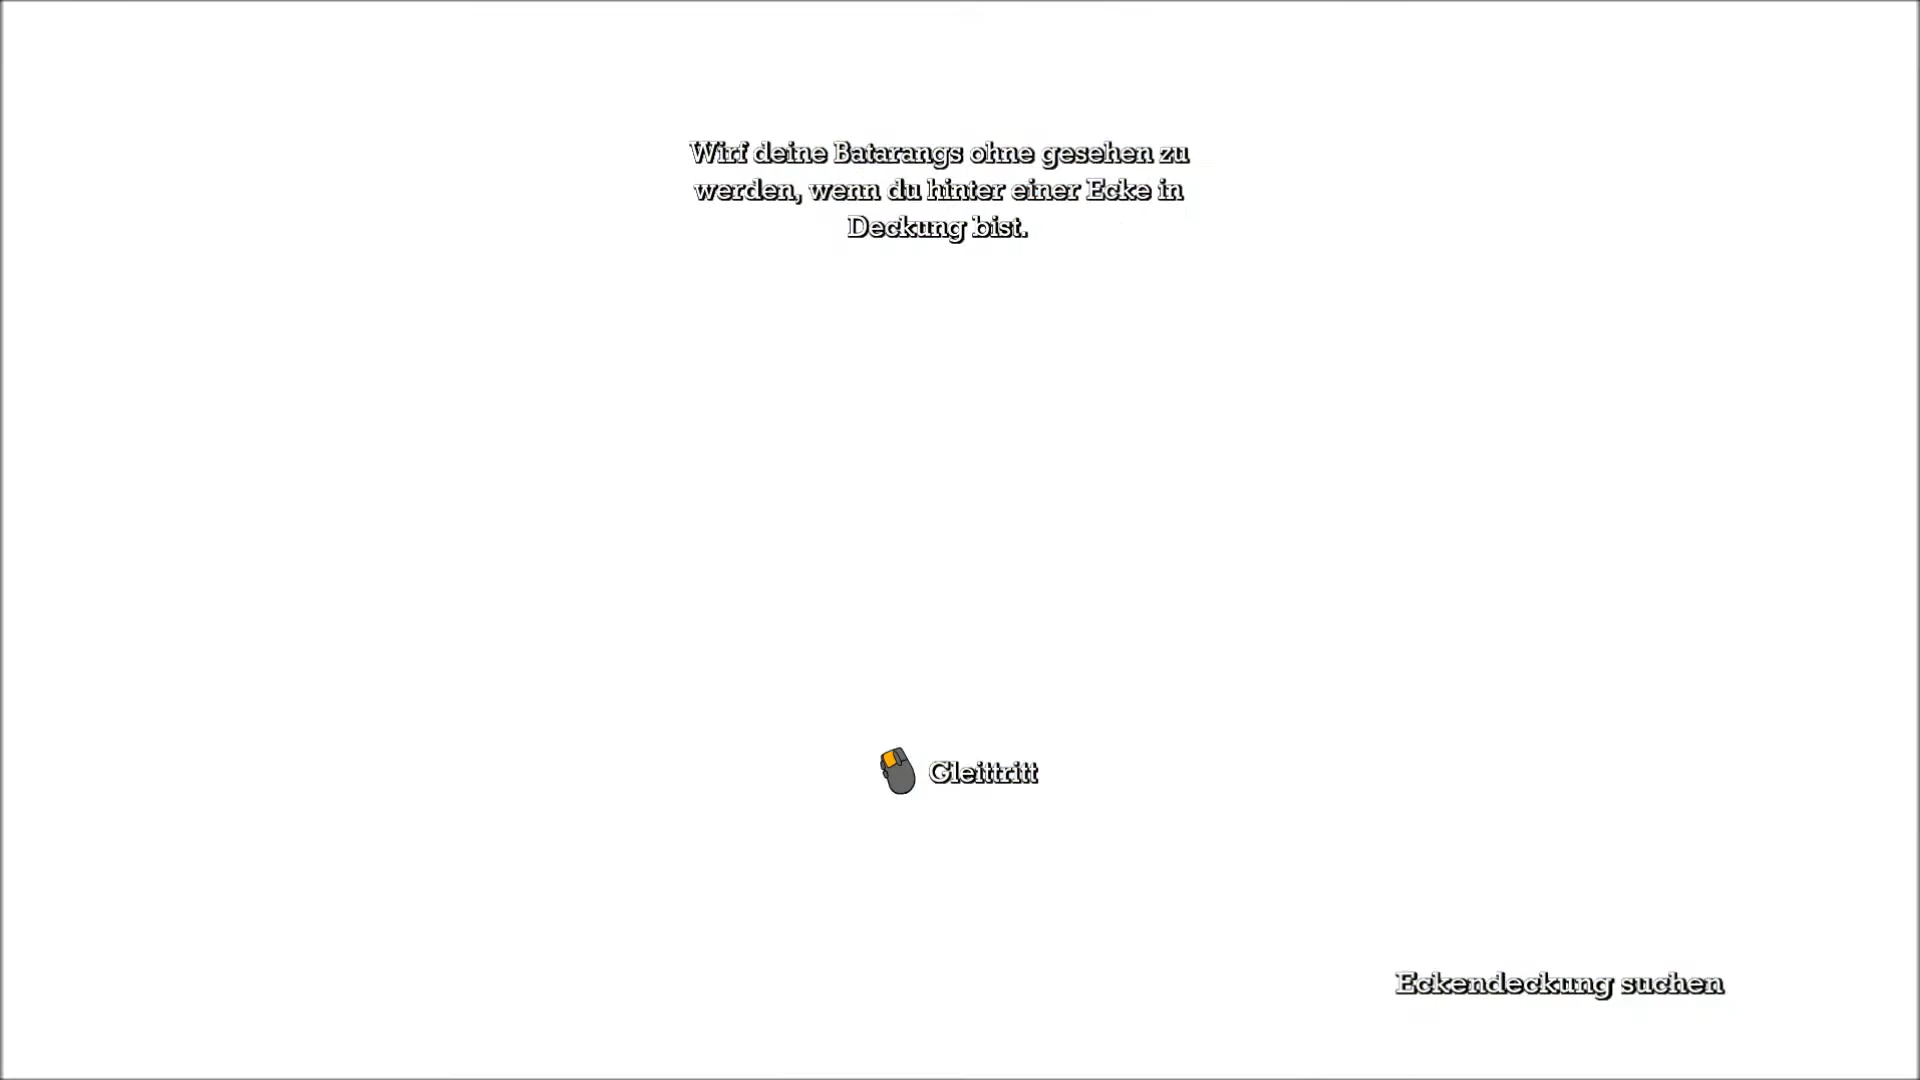 Wirf deine Batarangs ohne gesehen zu
werden, wenn du hinter einer Ecke in
Deckung bist.
Gleittritt
Eckendeckung suchen